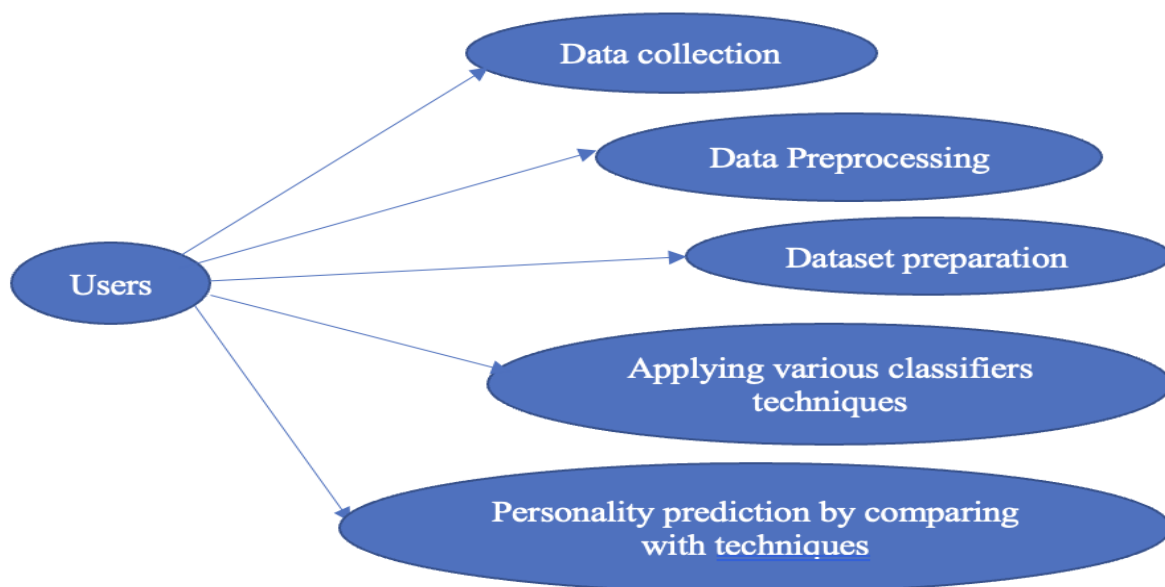 Data collection
Data Preprocessing
Dataset preparation
Users
Applying various classifiers
techniques
Personality prediction by comparing
with techniques